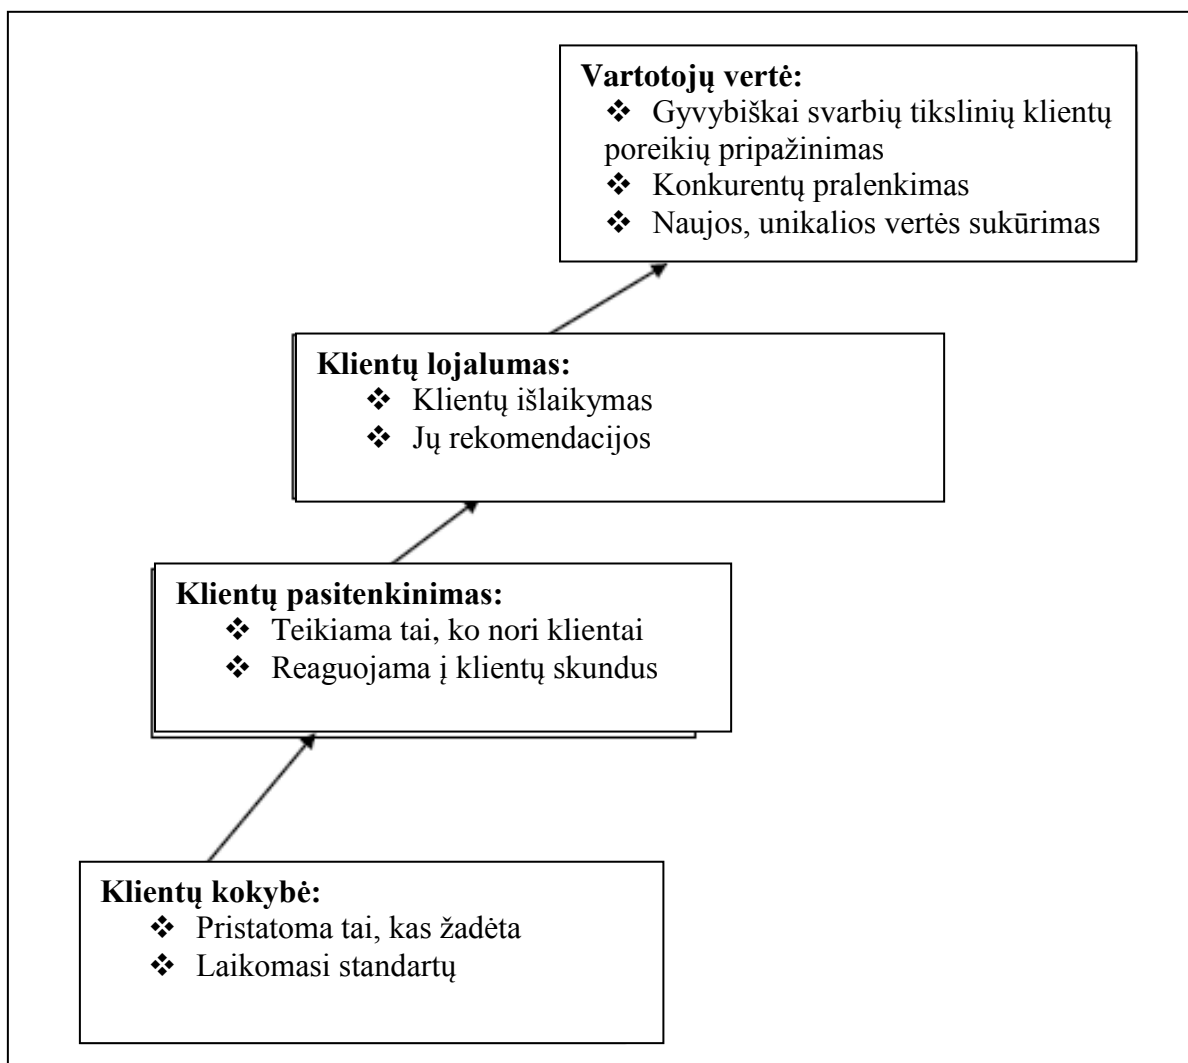 Vartotojų vertė:
❖ Gyvybiškai svarbių tikslinių klientų
poreikių pripažinimas
❖ Konkurentų pralenkimas
❖ Naujos, unikalios vertės sukūrimas
Klientų lojalumas:
❖ Klientų išlaikymas
❖ Jų rekomendacijos
Klientų pasitenkinimas:
❖ Teikiama tai, ko nori klientai
❖ Reaguojama į klientų skundus
Klientų kokybė:
❖ Pristatoma tai, kas žadėta
❖ Laikomasi standartų